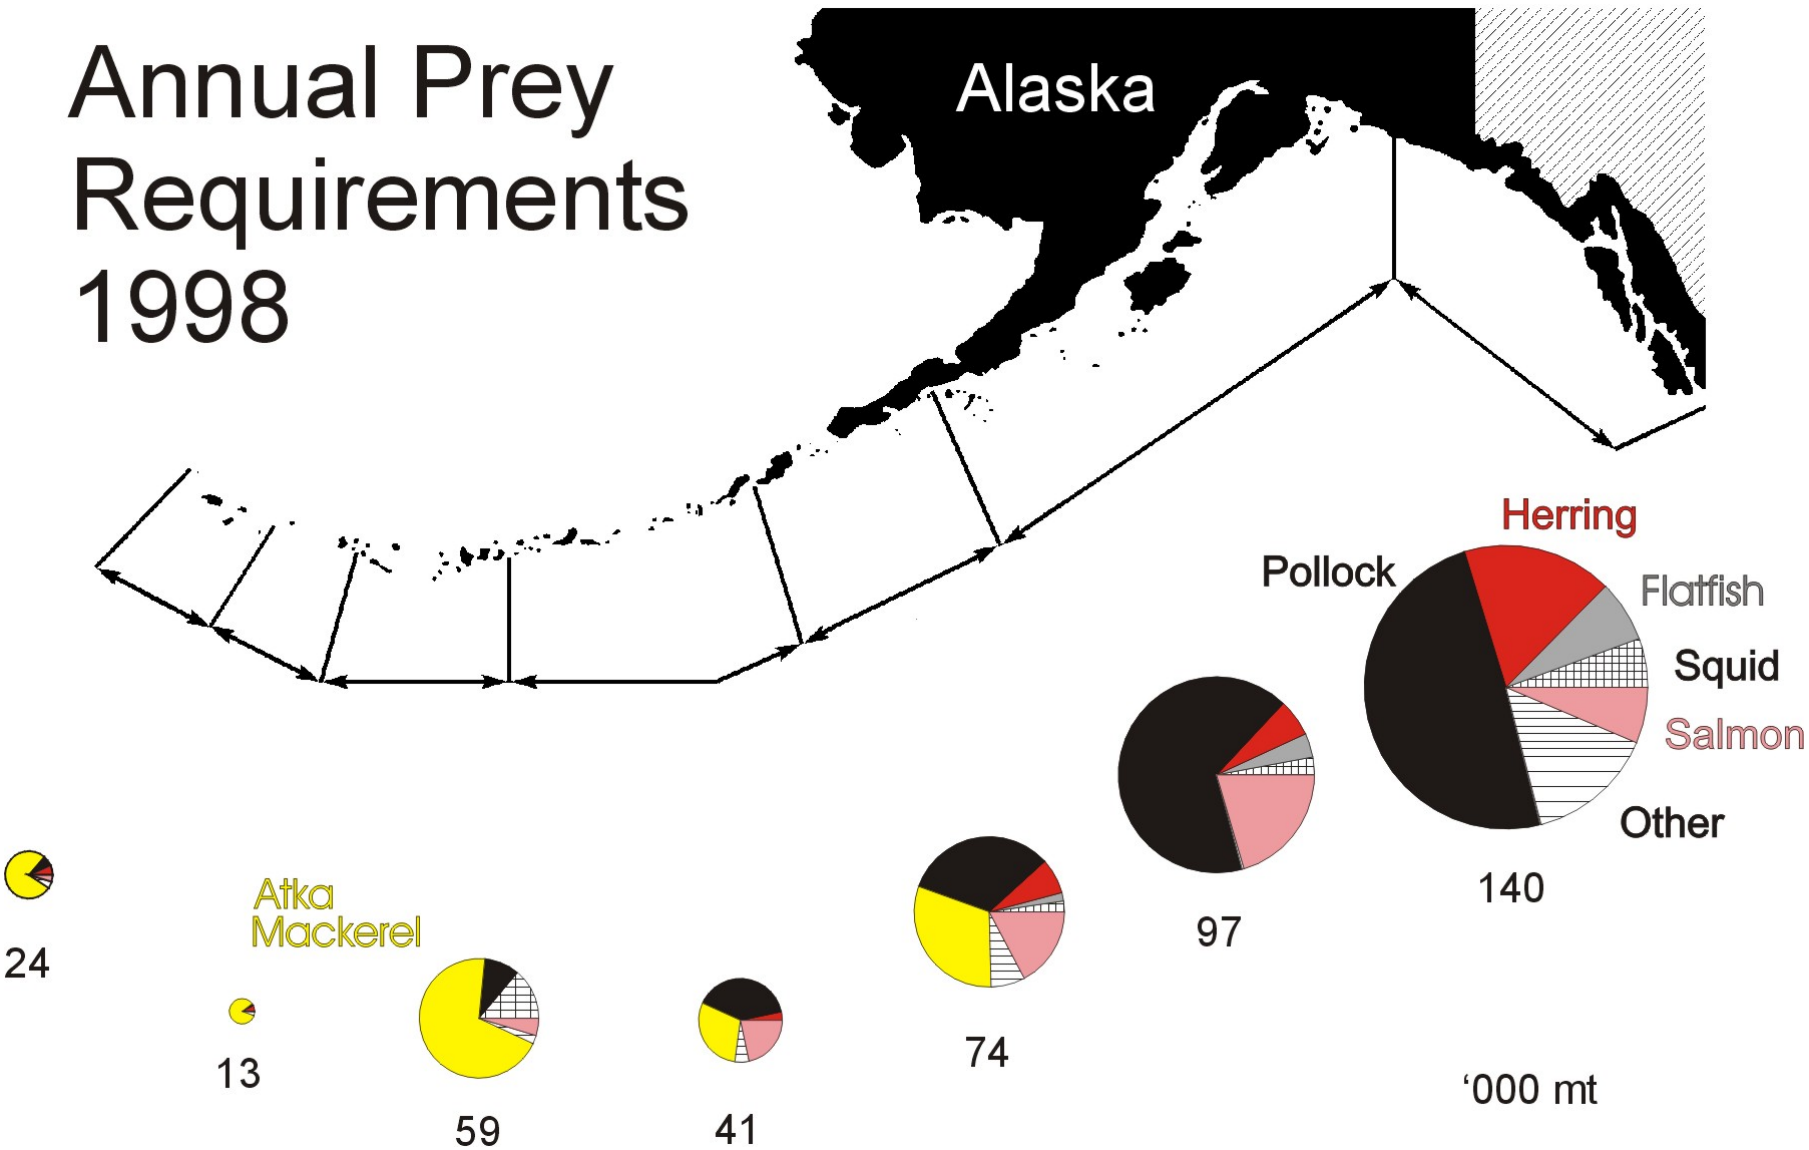 Annual Prey
Requirements
1998
Alaska
Herring
Pollock
Flatfish
Squid
Salmon
Other
140
97
Atka
Mackerel
24
74
13
59
41
‘000 mt